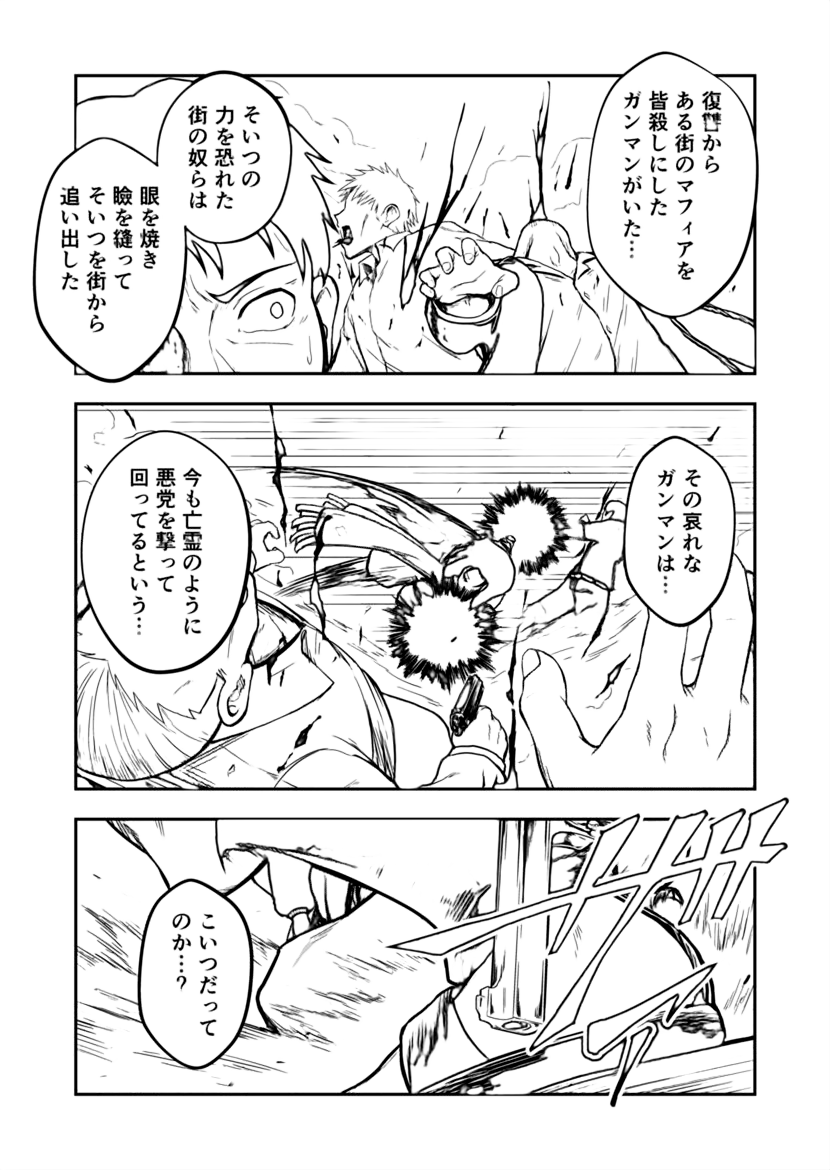 復讐から
ある街のマフィアを
皆殺しにした
ガンマンがいた…
そいつの
力を恐れた
街の奴らは
眼を焼き
瞼を縫って
そいつを街から
追い出した
その哀れな
ガンマンは…
今も亡霊のように
悪党を撃って
回ってるという…
こいつだって
のか…?